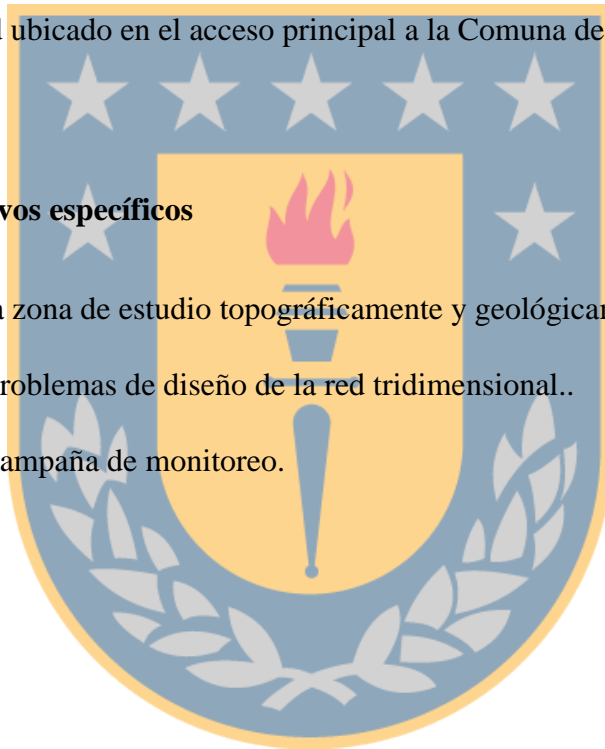 ubicado en el acceso principal a la Comuna de
vos específicos
zona de estudio topográficamente y geológicar
roblemas de diseño de la red tridimensional..
ampaña de monitoreo.